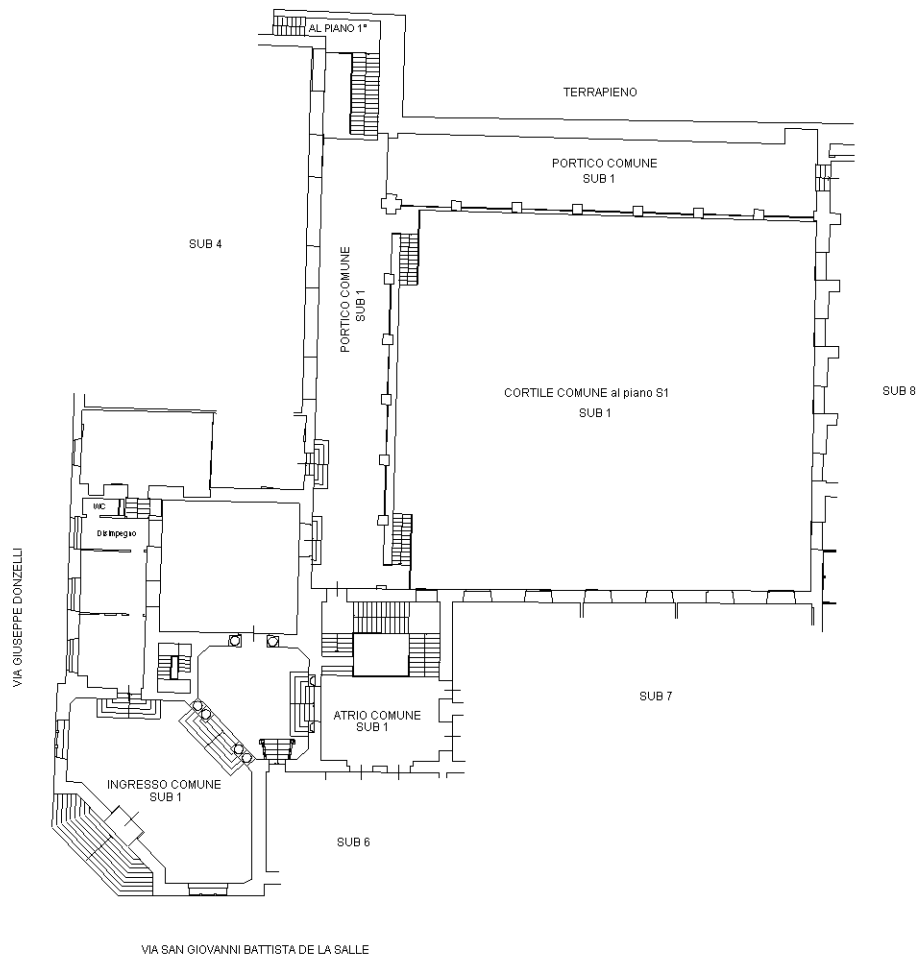 AL PIANO 1°
TERRAPIENO
PORTICO COMUNE
SUB 1
SUB 4
PORTICO COMUNE
SUB 1
CORTILE COMUNE al piano S1
SUB 1
SUB 8
WC
Disimpegno
VIA GIUSEPPE DONZELLI
SUB 7
ATRIO COMUNE
SUB 1
INGRESSO COMUNE
SUB 1
SUB 6
VIA SAN GIOVANNI BATTISTA DE LA SALLE